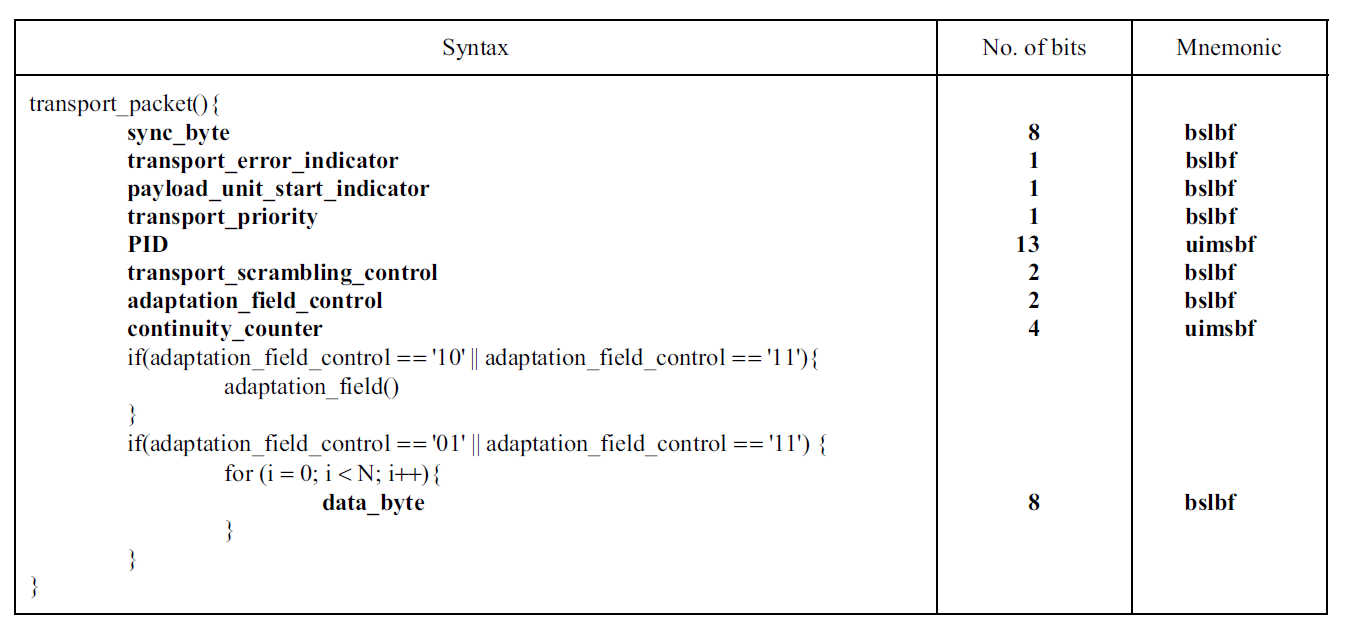 Syntax No. of bits Mnemonic
transport_packet(){
sync_byte 8 bslbf
transport_error_indicator 1 bslbf
payload_unit_start_indicator 1 bslbf
transport_priority 1 bslbf
PID 13 uimsbf
transport_scrambling_control 2 bslbf
adaptation_field_control 2 bslbf
continuity_counter 4 uimsbf
if(adaptation_field_control == '10' || adaptation_field_control == '11'){
adaptation_field()
}
if(adaptation_field_control == '01' || adaptation_field_control == '11') {
for (i = 0; i < N; i++){
data_byte 8 bslbf
}
}
}